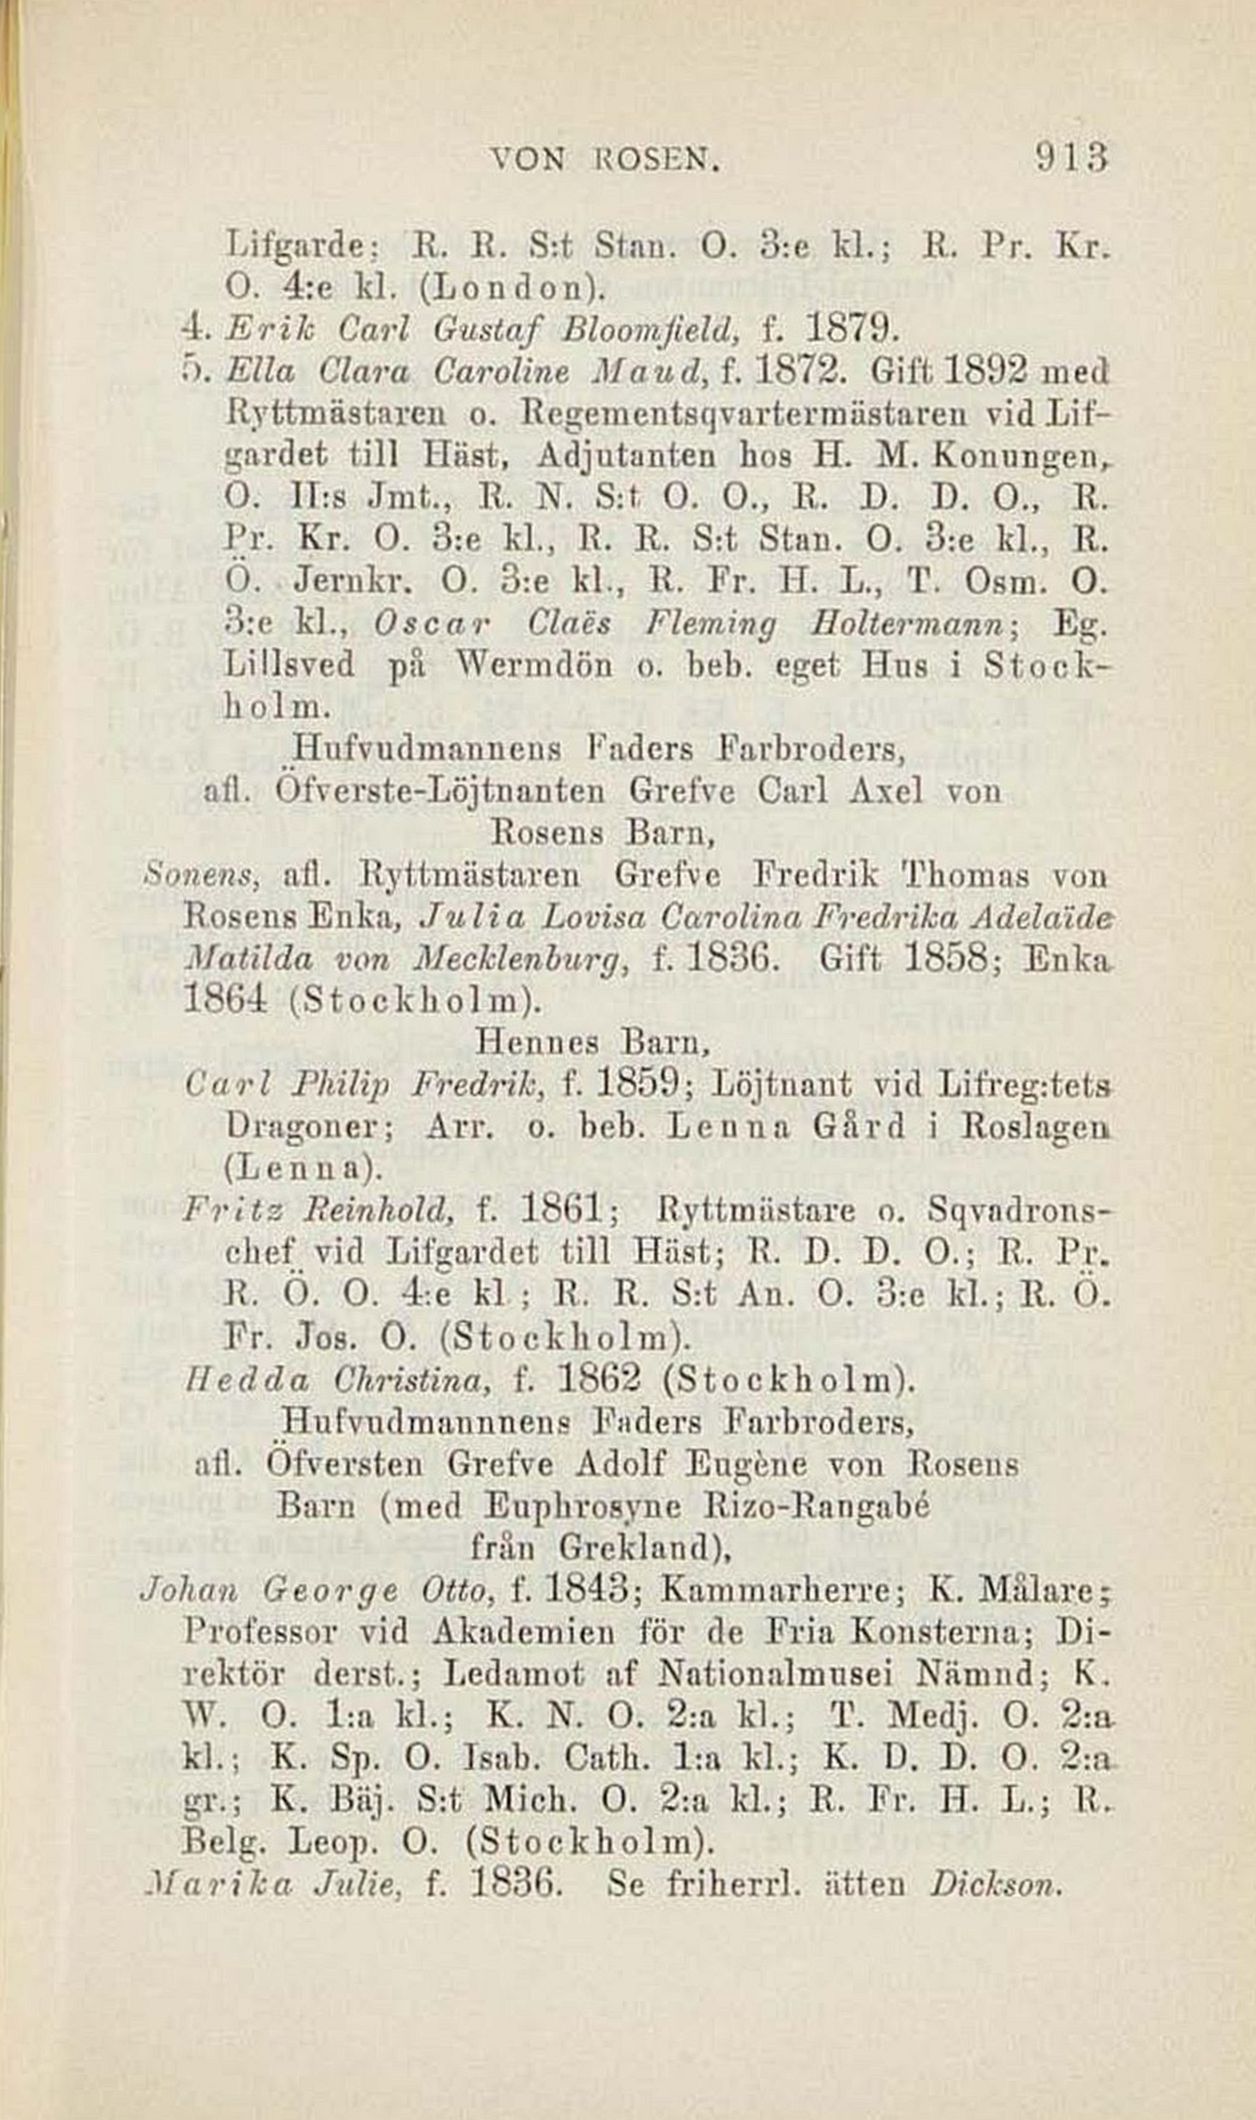 VON ROSEN. 913
Lifgarde; R. R. S:t Stan. O. 3:e kl.; R. Pr. Kr.
O. 4:e kl. (London).
4. Erik Carl Gustaf Bloomfield, f. 1879.
5. Ella Clara Caroline Maud, f. 1872. Gift 1892 med
Ryttmästaren o. Regementsqvartermästaren vid Lif-
gardet till Häst, Adjutanten hos H. M. Konungen,
O. II:s Jmt., R. N. S:t O. O., R. D. D. O., R.
Pr. Kr. O. 3:e kl., R. R. S:t Stan. O. 3:e kl., R.
Ö. Jernkr. O. 3:e kl., R. Fr. H. L., T. Osm. O.
3:e kl., Oscar Claës Fleming Holtermann; Eg.
Lillsved på Wermdön o. beb. eget Hus i Stock-
holm.
Hufvudmannens Faders Farbroders,
afl. Öfverste-Löjtnanten Grefve Carl Axel von
Rosens Barn,
Sonens, afl. Ryttmästaren Grefve Fredrik Thomas von
Rosens Enka, Julia Lovisa Carolina Fredrika Adelaïde
Matilda von Mecklenburg, f. 1836. Gift 1858; Enka
1864 (Stockholm).
Hennes Barn,
Carl Philip Fredrik, f. 1859; Löjtnant vid Lifreg:tets
Dragoner; Arr. o. beb. Lenna Gård i Roslagen
(Lenna).
Fritz Reinhold, f. 1861; Ryttmästare o. Sqvadrons-
chef vid Lifgardet till Häst; R. D. D. O.; R. Pr.
R. Ö. O. 4:e kl.; R. R. S:t An. O. 3:e kl.; R. Ö.
Fr. Jos. O. (Stockholm).
Hedda Christina, f. 1862 (Stockholm).
Hufvudmannnens Faders Farbroders,
afl. Öfversten Grefve Adolf Eugène von Rosens
Barn (med Euphrosyne Rizo-Rangabé
från Grekland),
Johan George Otto, f. 1843; Kammarherre; K. Målare;
Professor vid Akademien för de Fria Konsterna; Di-
rektör derst.; Ledamot af Nationalmusei Nämnd; K.
W. O. 1:a kl.; K. N. O. 2:a kl.; T. Medj. O. 2:a
kl.; K. Sp. O. Isab. Cath. 1:a kl.; K. D. D. O. 2:a
gr.; K. Bäj. S:t Mich. O. 2:a kl.; R. Fr. H. L.; R.
Belg. Leop. O. (Stockholm).
Marika Julie, f. 1836. Se friherrl. ätten Dickson.